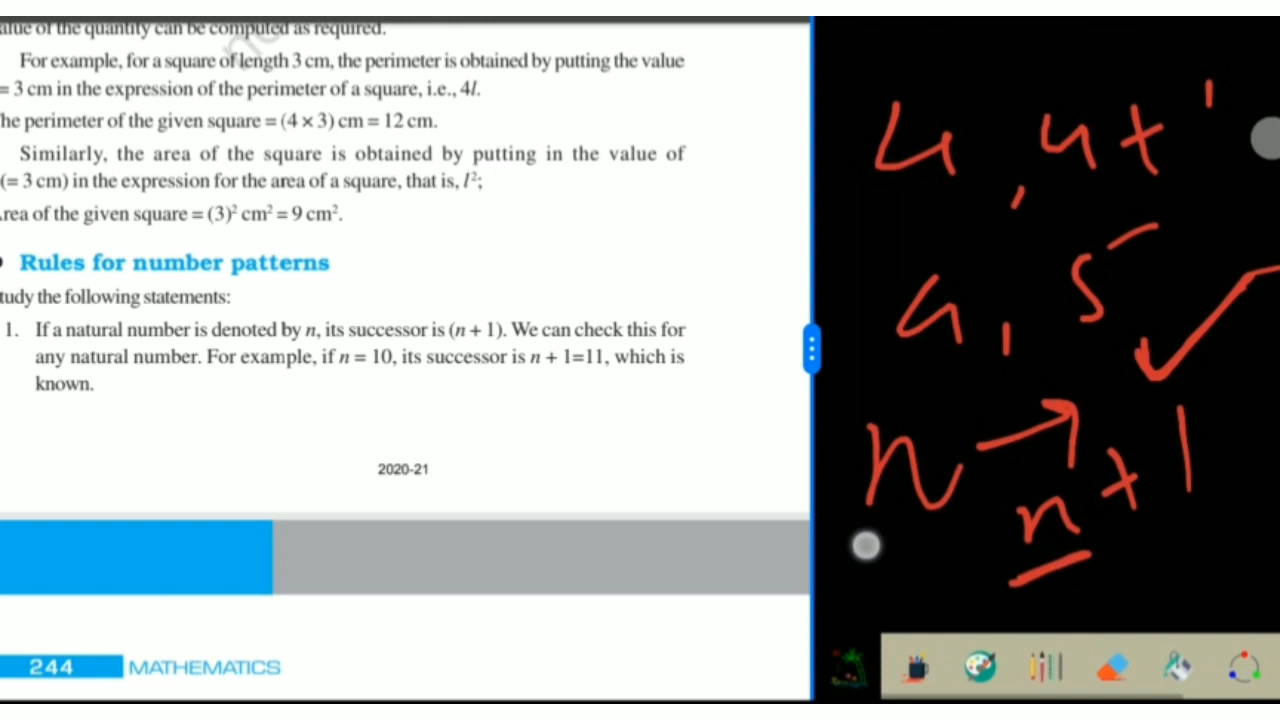 alue of the quantity can be computed as required.
For example, for a square of length 3 cm, the perimeter is obtained by putting the value
= 3 cm in the expression of the perimeter of a square, i.e., 4l.
he perimeter of the given square = (4 × 3) cm = 12 cm.
Similarly, the area of the square is obtained by putting in the value of
(= 3 cm) in the expression for the area of a square, that is, l²;
rea of the given square = (3)² cm² = 9 cm².
Rules for number patterns
tudy the following statements:
1. If a natural number is denoted by n, its successor is (n + 1). We can check this for
any natural number. For example, if n = 10, its successor is n + 1=11, which is
known.
2020-21
244 MATHEMATICS
4, 4+1
4, 5
n → n+1